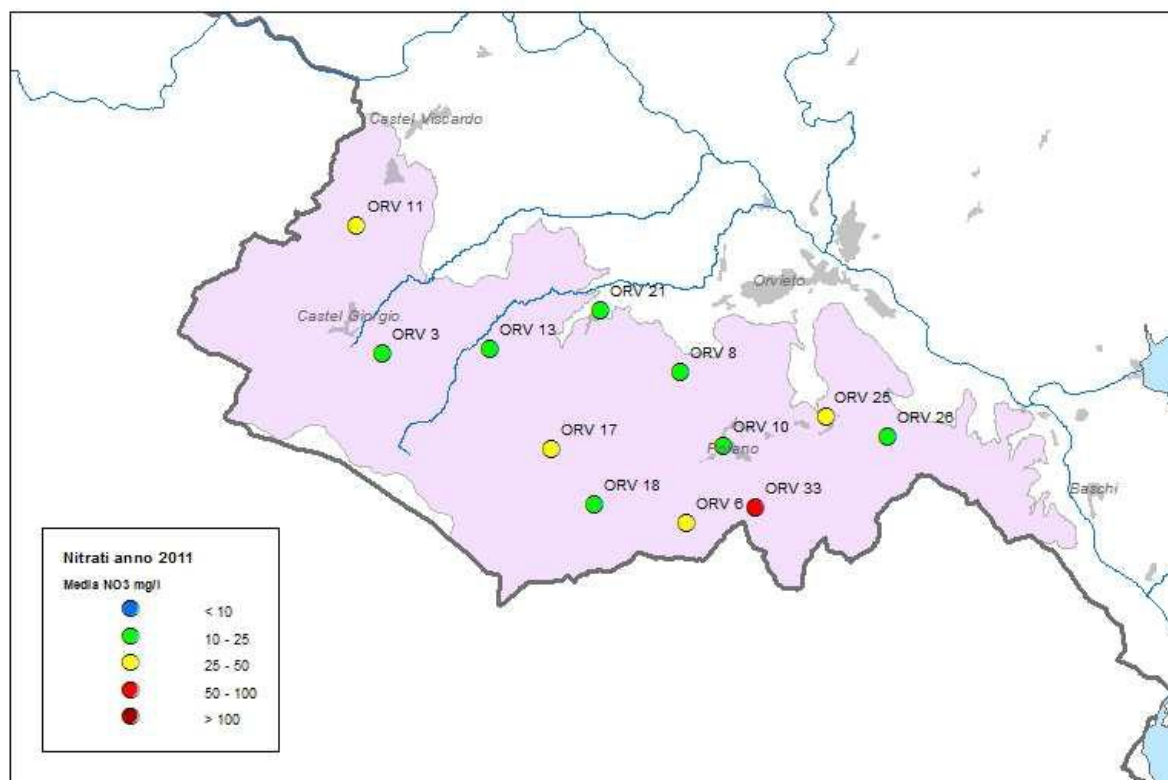 Castel Viscardo
ORV 11
ORV 21
Orvieto
Castel Giorgio
ORV 3
ORV 13
ORV 8
ORV 25
ORV 26
ORV 17
ORV 10
ORV 18
ORV 6
ORV 33
Baschi
Nitrati anno 2011
Media NO3 mg/l
< 10
10 - 25
25 - 50
50 - 100
> 100